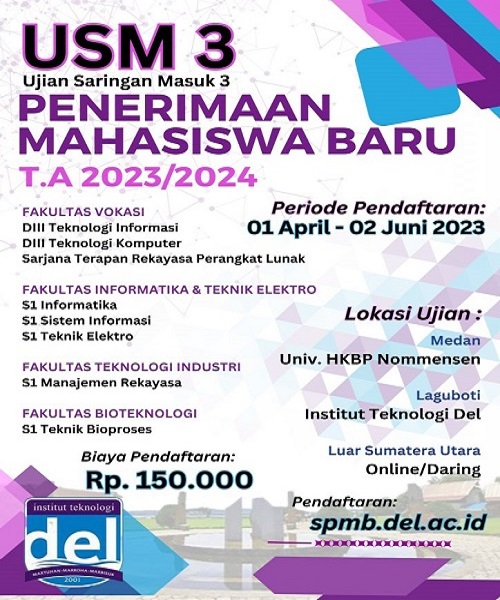 USM 3
Ujian Saringan Masuk 3
PENERIMAAN
MAHASISWA BARU
T.A 2023/2024
FAKULTAS VOKASI
DIII Teknologi Informasi
DIII Teknologi Komputer
Sarjana Terapan Rekayasa Perangkat Lunak
FAKULTAS INFORMATIKA & TEKNIK ELEKTRO
S1 Informatika
S1 Sistem Informasi
S1 Teknik Elektro
FAKULTAS TEKNOLOGI INDUSTRI
S1 Manajemen Rekayasa
FAKULTAS BIOTEKNOLOGI
S1 Teknik Bioproses
Biaya Pendaftaran:
Rp. 150.000
Periode Pendaftaran:
01 April - 02 Juni 2023
Lokasi Ujian :
Medan
Univ. HKBP Nommensen
Laguboti
Institut Teknologi Del
Luar Sumatera Utara
Online/Daring
Pendaftaran:
spmb.del.ac.id
institut teknologi
del
MARTUHAN-MARROHA-MARBISUK
2001